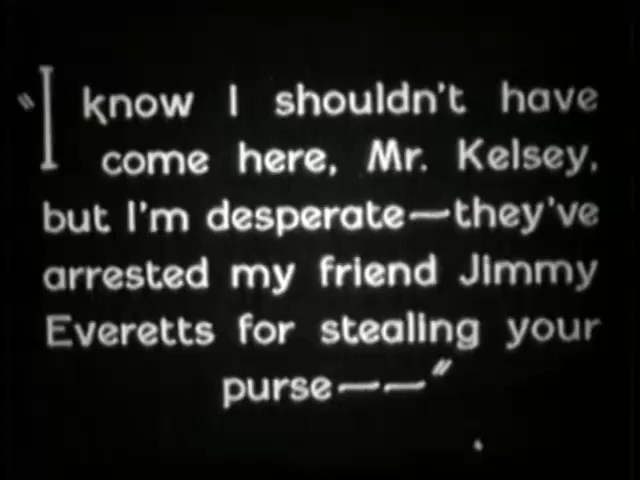 "I know I shouldn't have
come here, Mr. Kelsey,
but I'm desperate—they've
arrested my friend Jimmy
Everetts for stealing your
purse——"